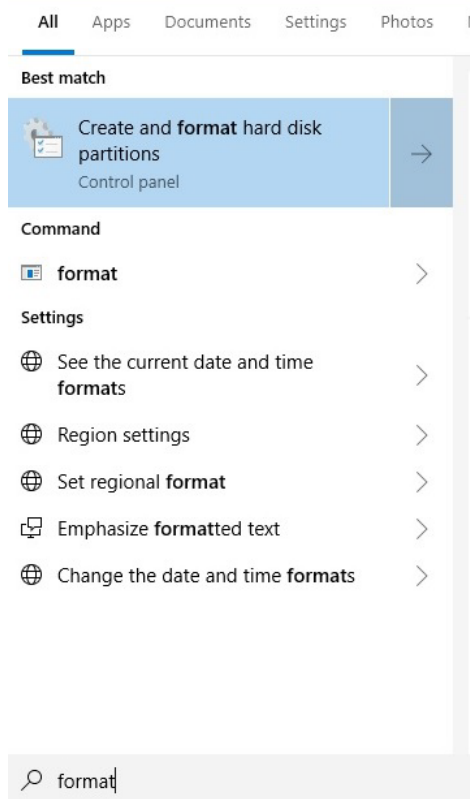 All Apps Documents Settings Photos
Best match
Create and format hard disk
partitions
Control panel
Command
format
Settings
See the current date and time
formats
Region settings
Set regional format
Emphasize formatted text
Change the date and time formats
format